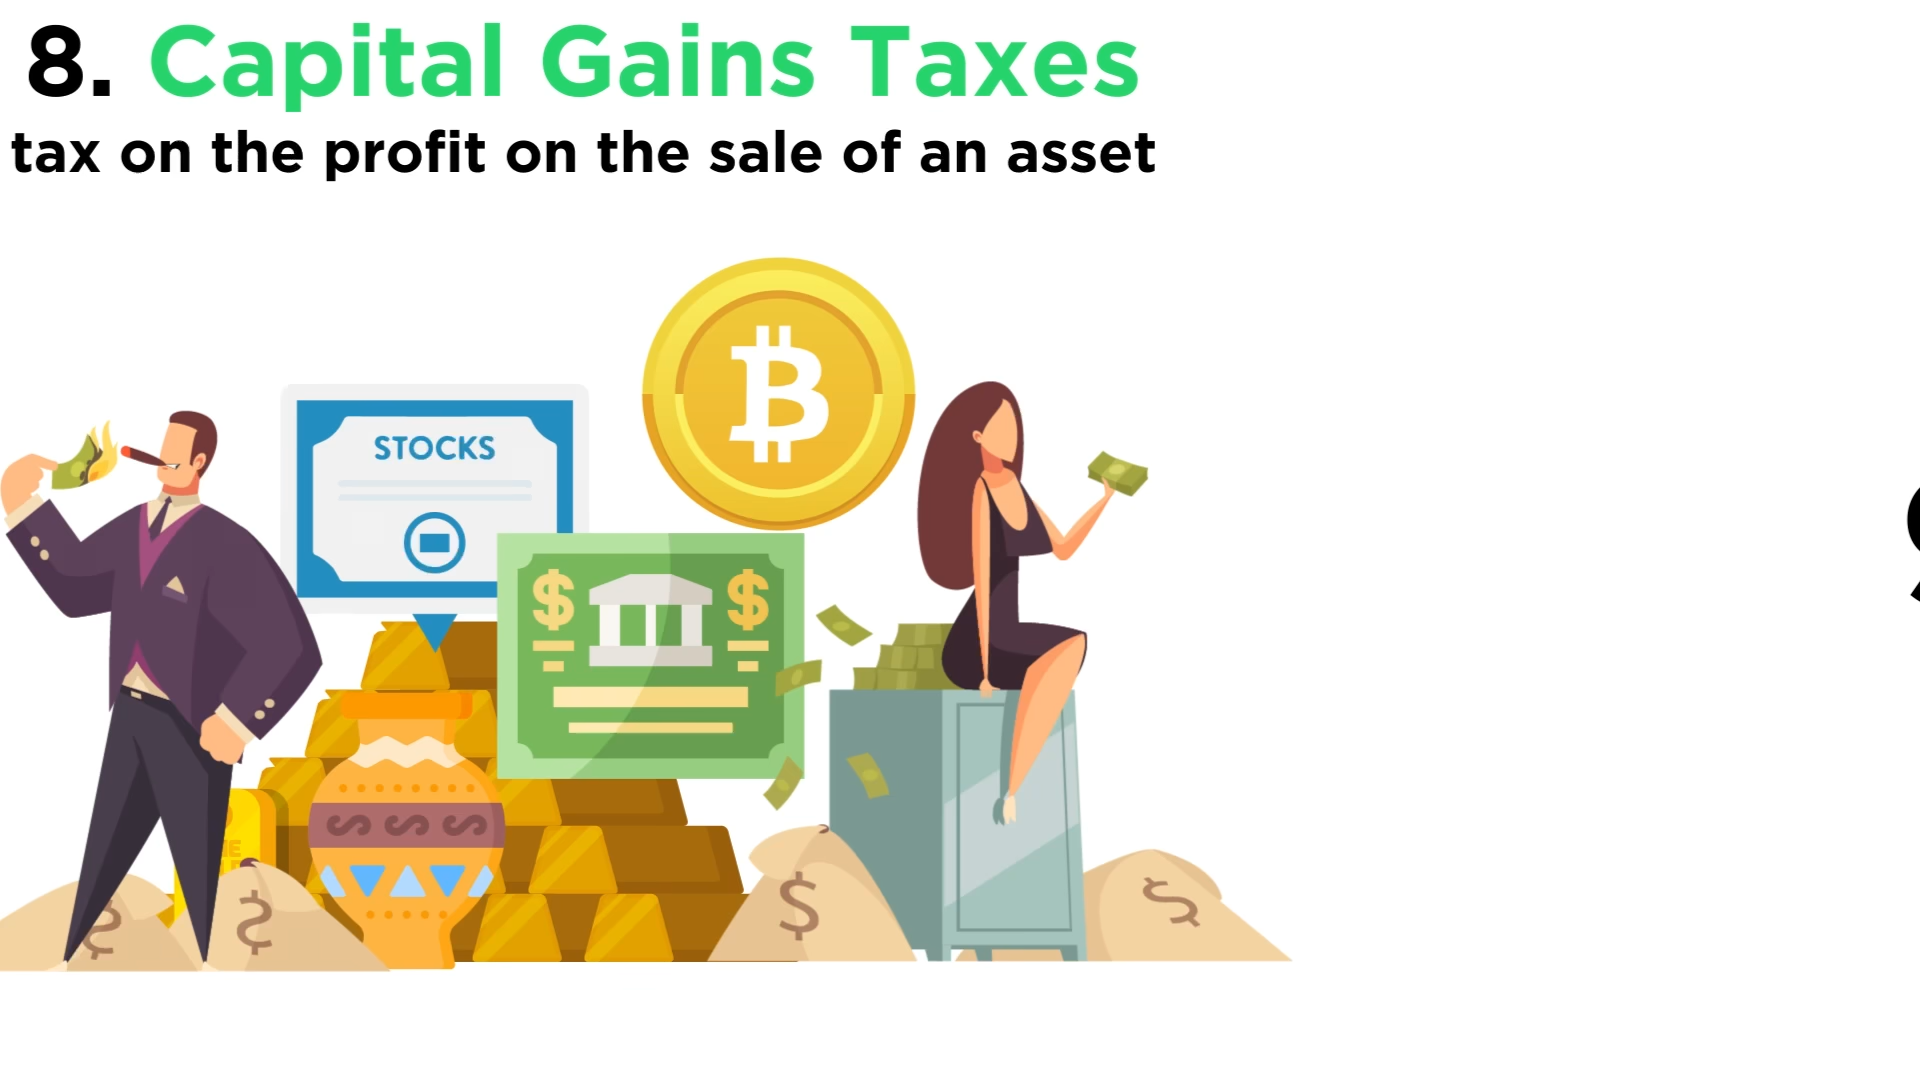 8. Capital Gains Taxes
tax on the profit on the sale of an asset
STOCKS
$ $
$ $ $ $